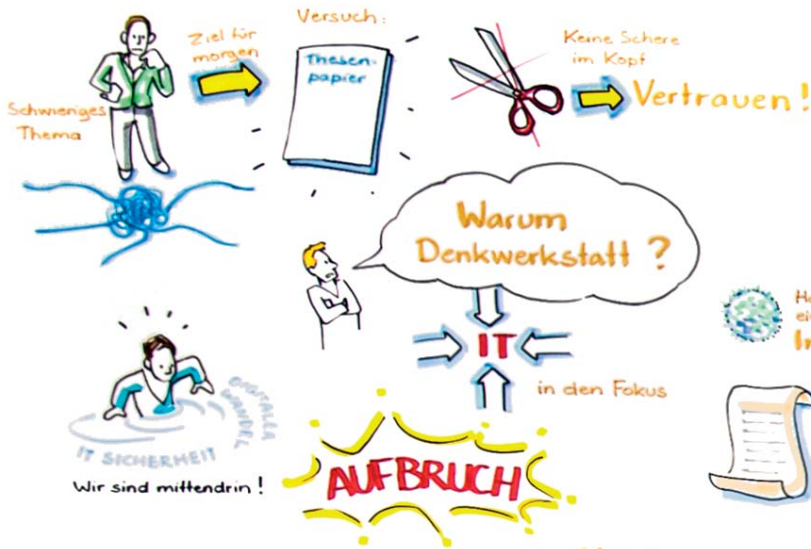 Versuch:
Ziel für
morgen
Thesen-
papier
Keine Schere
im Kopf
Vertrauen!
Schwieriges
Thema
Warum
Denkwerkstatt ?
IT
in den Fokus
DIGITALER
WANDEL
IT SICHERHEIT
Wir sind mittendrin!
AUFBRUCH